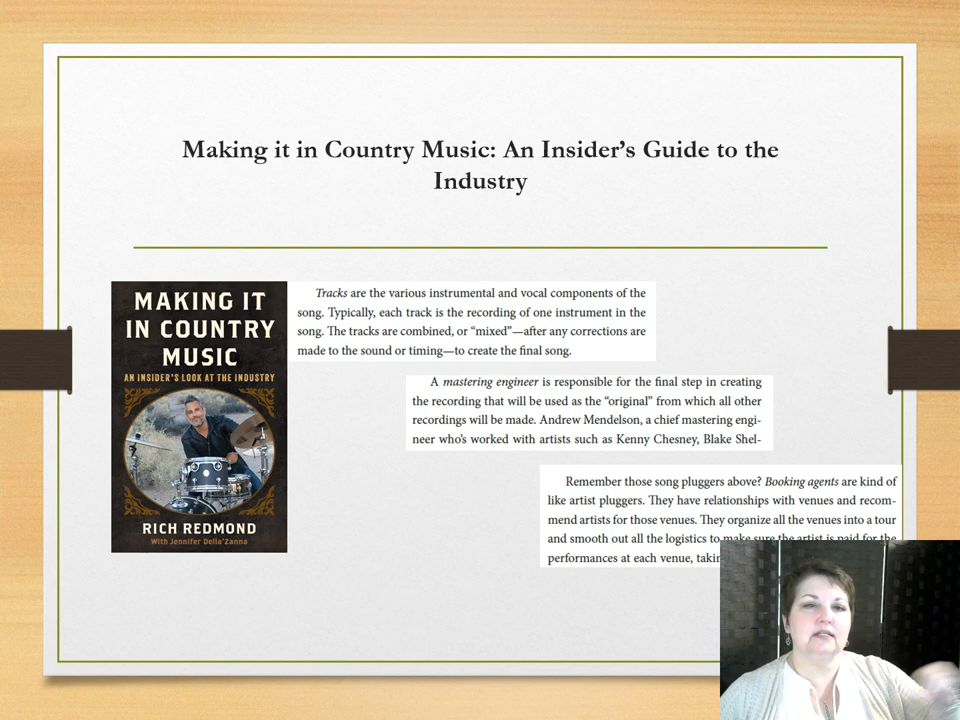 Making it in Country Music: An Insider's Guide to the
Industry
MAKING IT
IN COUNTRY
MUSIC
AN INSIDER'S LOOK AT THE INDUSTRY
RICH REDMOND
With Jennifer Della'Zanna
Tracks are the various instrumental and vocal components of the
song. Typically, each track is the recording of one instrument in the
song. The tracks are combined, or “mixed”—after any corrections are
made to the sound or timing—to create the final song.
A mastering engineer is responsible for the final step in creating
the recording that will be used as the “original” from which all other
recordings will be made. Andrew Mendelson, a chief mastering engi-
neer who's worked with artists such as Kenny Chesney, Blake Shel-
Remember those song pluggers above? Booking agents are kind of
like artist pluggers. They have relationships with venues and recom-
mend artists for those venues. They organize all the venues into a tour
and smooth out all the logistics to make sure the artist is paid for the
performances at each venue,